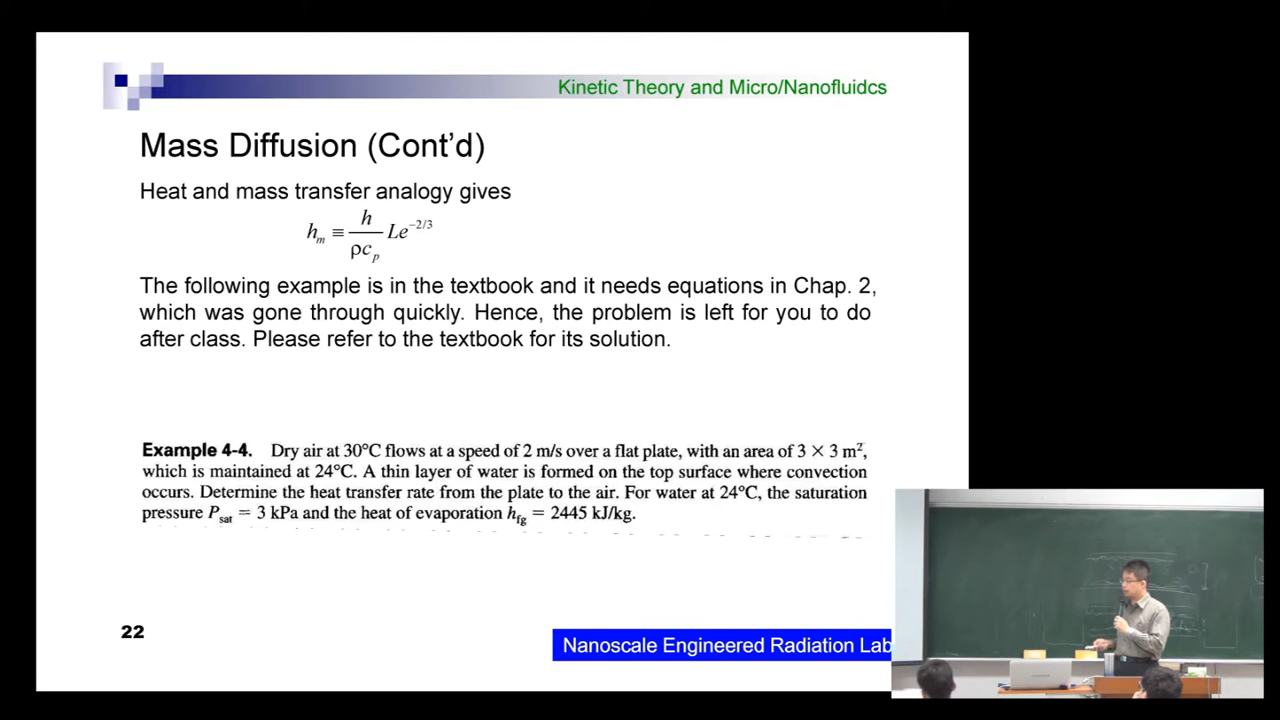 Kinetic Theory and Micro/Nanofluidcs
Mass Diffusion (Cont’d)
Heat and mass transfer analogy gives
hₘ ≡ h/ρcₚ Le⁻²/³
The following example is in the textbook and it needs equations in Chap. 2,
which was gone through quickly. Hence, the problem is left for you to do
after class. Please refer to the textbook for its solution.
Example 4-4. Dry air at 30°C flows at a speed of 2 m/s over a flat plate, with an area of 3 × 3 m²,
which is maintained at 24°C. A thin layer of water is formed on the top surface where convection
occurs. Determine the heat transfer rate from the plate to the air. For water at 24°C, the saturation
pressure Psat = 3 kPa and the heat of evaporation hfg = 2445 kJ/kg.
22
Nanoscale Engineered Radiation Lab